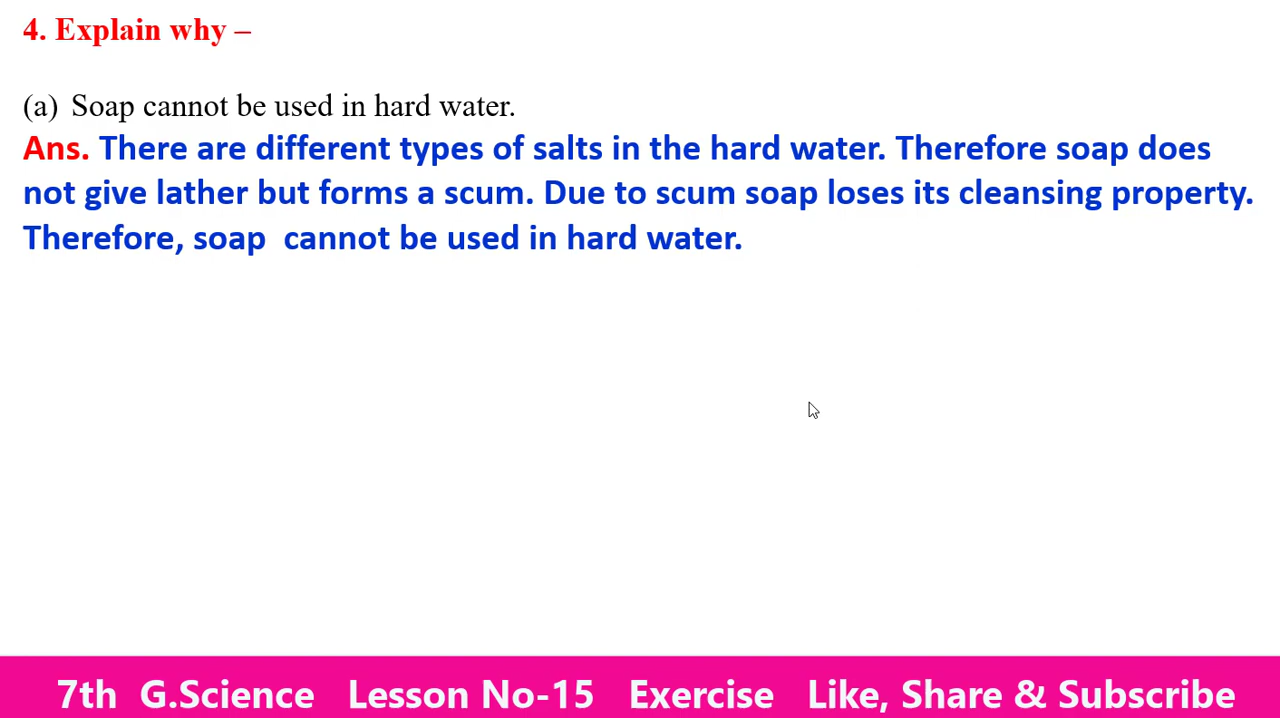 4. Explain why –
(a) Soap cannot be used in hard water.
Ans. There are different types of salts in the hard water. Therefore soap does
not give lather but forms a scum. Due to scum soap loses its cleansing property.
Therefore, soap  cannot be used in hard water.
7th  G.Science   Lesson No-15   Exercise   Like, Share & Subscribe